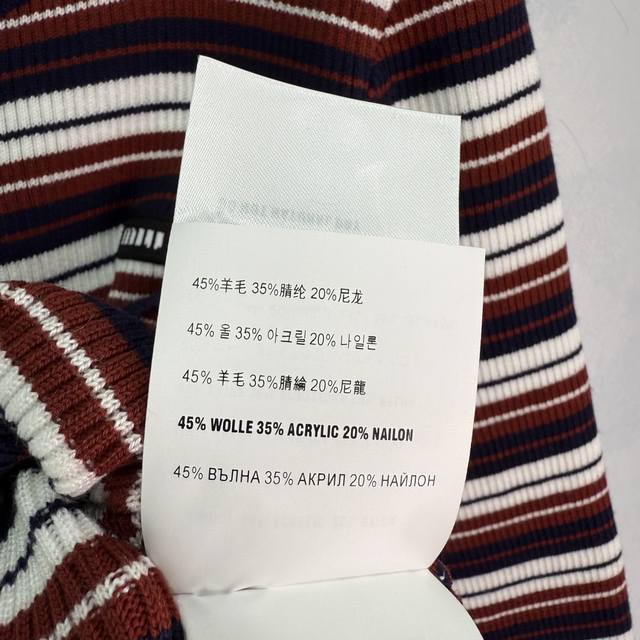 45%羊毛 35%腈纶 20%尼龙
45% 울 35% 아크릴 20% 나일론
45% 羊毛 35%腈綸 20%尼龍
45% WOLLE 35% ACRYLIC 20% NAILON
45% ВЪЛНА 35% АКРИЛ 20% НАЙЛОН